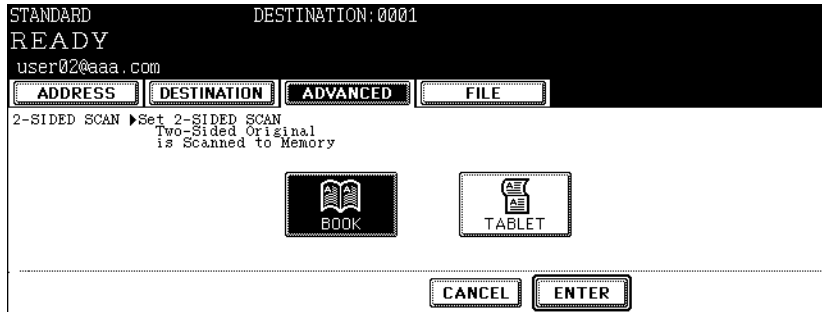 STANDARD DESTINATION:0001
READY
user02@aaa.com
ADDRESS DESTINATION ADVANCED FILE
2-SIDED SCAN ▶Set 2-SIDED SCAN
Two-Sided Original
is Scanned to Memory
BOOK TABLET
CANCEL ENTER